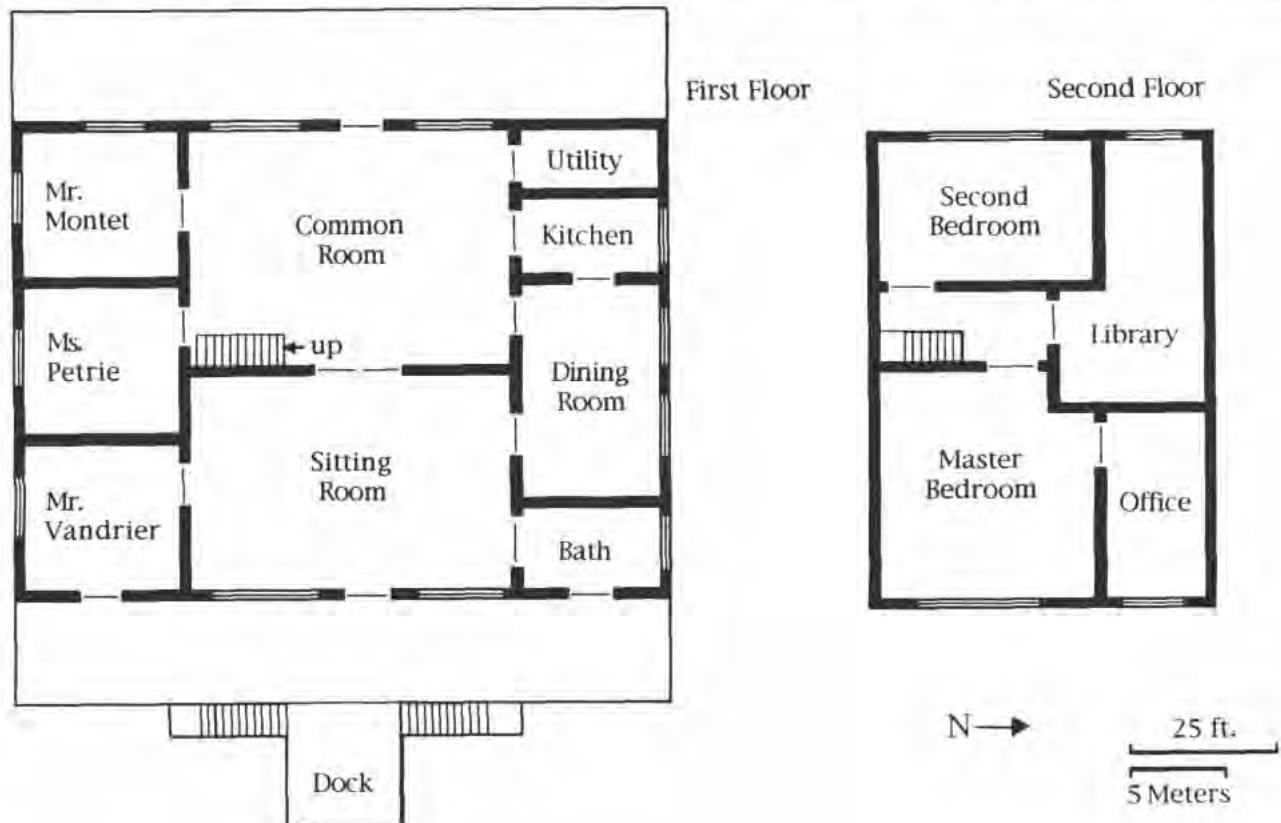 First Floor
Second Floor
Mr.
Montet
Common
Room
Utility
Kitchen
Ms.
Petrie
up
Dining
Room
Mr.
Vandrier
Sitting
Room
Bath
Second
Bedroom
Library
Master
Bedroom
Office
Dock
N
25 ft.
5 Meters